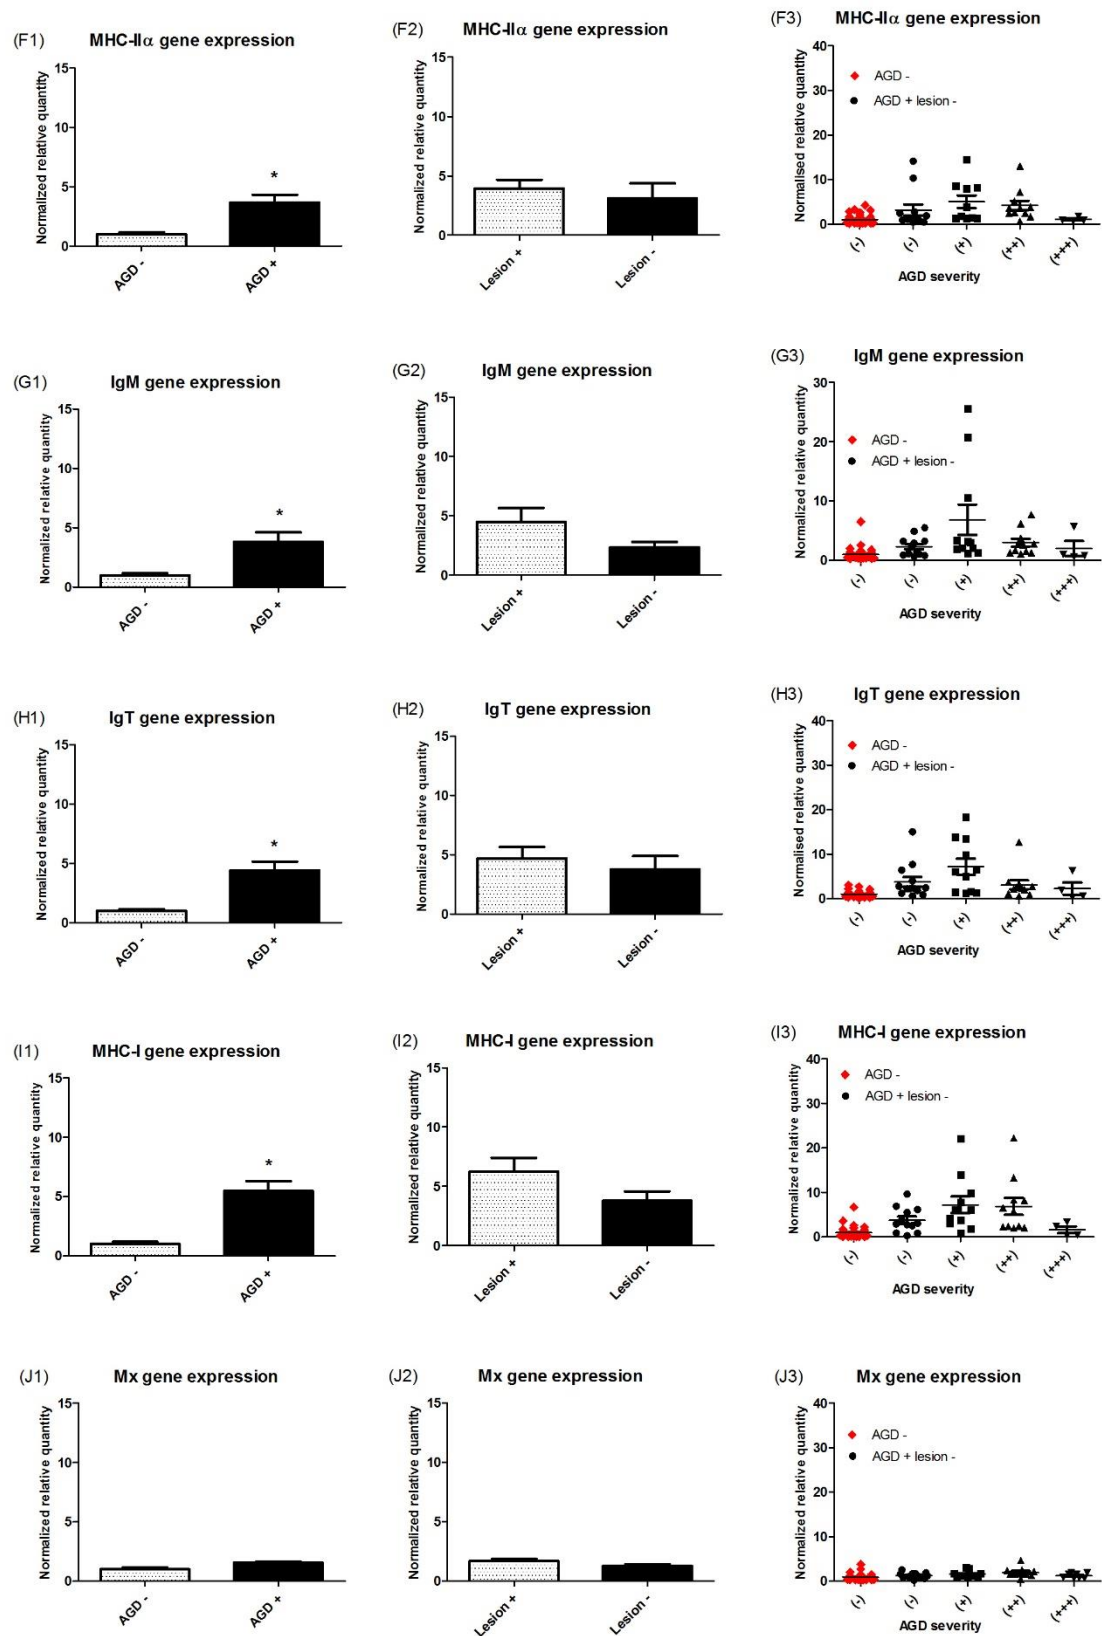 (F1) MHC-IIα gene expression
Normalized relative quantity
15
10
5
0
*
AGD -
AGD +
(F2) MHC-IIα gene expression
Normalized relative quantity
15
10
5
0
Lesion +
Lesion -
(F3) MHC-IIα gene expression
Normalised relative quantity
40
30
20
10
0
AGD -
AGD + lesion -
(-)
(-)
(+)
(++)
(+++)
AGD severity
(G1) IgM gene expression
Normalized relative quantity
15
10
5
0
*
AGD -
AGD +
(G2) IgM gene expression
Normalized relative quantity
15
10
5
0
Lesion +
Lesion -
(G3) IgM gene expression
Normalized relative quantity
30
20
10
0
AGD -
AGD + lesion -
(-)
(-)
(+)
(++)
(+++)
AGD severity
(H1) IgT gene expression
Normalized relative quantity
15
10
5
0
*
AGD -
AGD +
(H2) IgT gene expression
Normalized relative quantity
15
10
5
0
Lesion +
Lesion -
(H3) IgT gene expression
Normalised relative quantity
40
30
20
10
0
AGD -
AGD + lesion -
(-)
(-)
(+)
(++)
(+++)
AGD severity
(I1) MHC-I gene expression
Normalized relative quantity
15
10
5
0
*
AGD -
AGD +
(I2) MHC-I gene expression
Normalized relative quantity
15
10
5
0
Lesion +
Lesion -
(I3) MHC-I gene expression
Normalized relative quantity
40
30
20
10
0
AGD -
AGD + lesion -
(-)
(-)
(+)
(++)
(+++)
AGD severity
(J1) Mx gene expression
Normalized relative quantity
15
10
5
0
AGD -
AGD +
(J2) Mx gene expression
Normalized relative quantity
15
10
5
0
Lesion +
Lesion -
(J3) Mx gene expression
Normalized relative quantity
40
30
20
10
0
AGD -
AGD + lesion -
(-)
(-)
(+)
(++)
(+++)
AGD severity